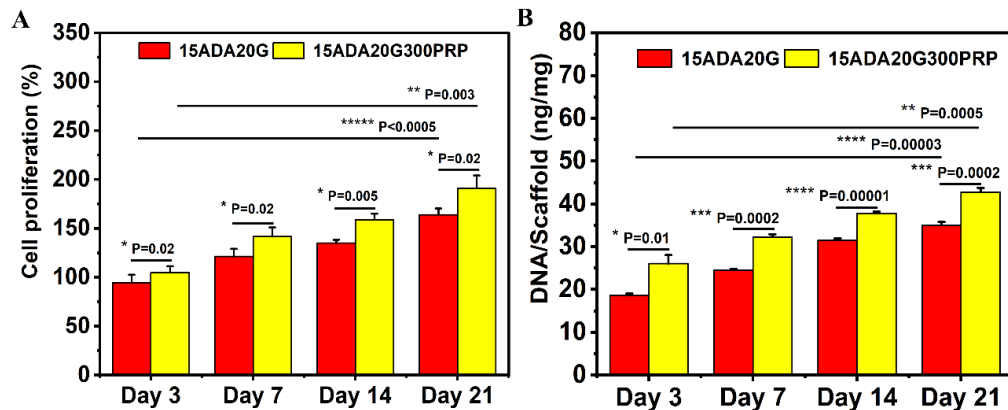 A
Cell proliferation (%)
350
300
250
200
150
100
50
0
15ADA20G
15ADA20G300PRP
** P=0.003
***** P<0.0005
* P=0.02
* P=0.005
* P=0.02
* P=0.02
Day 3
Day 7
Day 14
Day 21
B
DNA/Scaffold (ng/mg)
80
70
60
50
40
30
20
10
0
15ADA20G
15ADA20G300PRP
** P=0.0005
**** P=0.00003
*** P=0.0002
**** P=0.00001
*** P=0.0002
* P=0.01
Day 3
Day 7
Day 14
Day 21